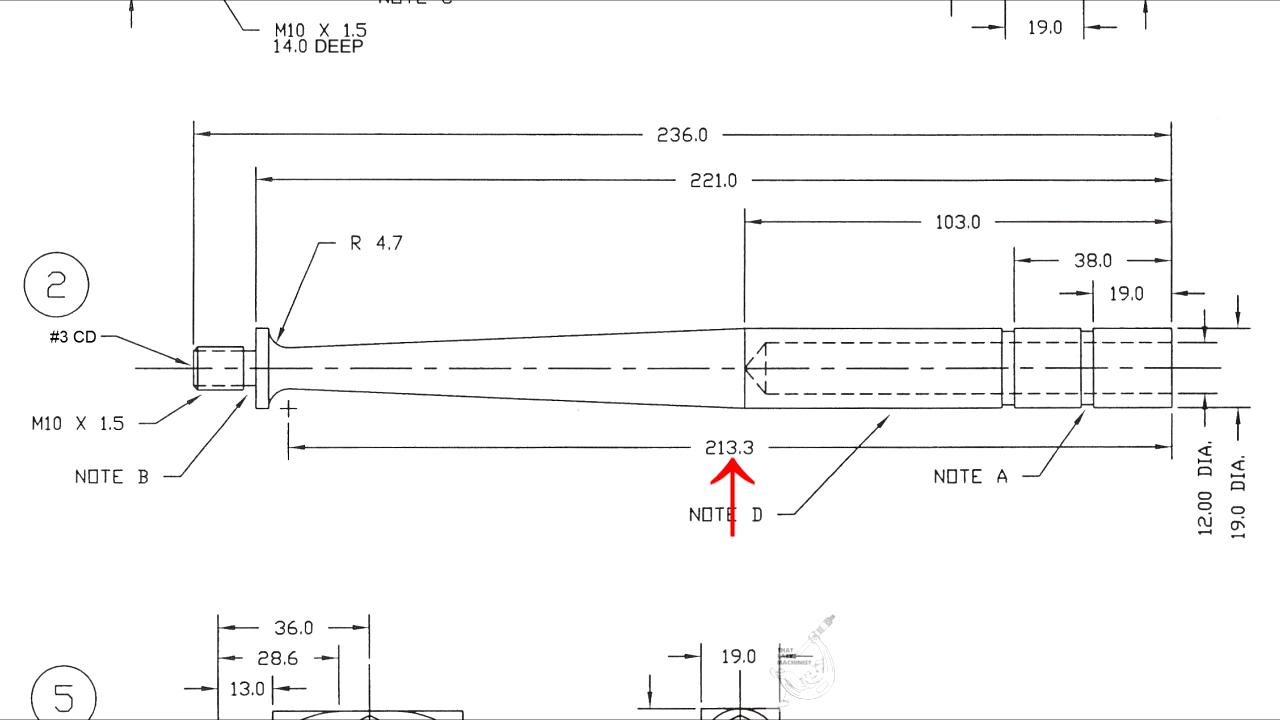 M10 X 1.5
14.0 DEEP
19.0
236.0
221.0
103.0
R 4.7
38.0
2
19.0
#3 CD
M10 X 1.5
213.3
NOTE B
NOTE A
NOTE D
12.00 DIA.
19.0 DIA.
36.0
28.6
19.0
THAT
MACHINIST
5
13.0